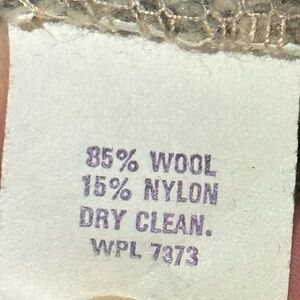 85% WOOL
15% NYLON
DRY CLEAN.
WPL 7373